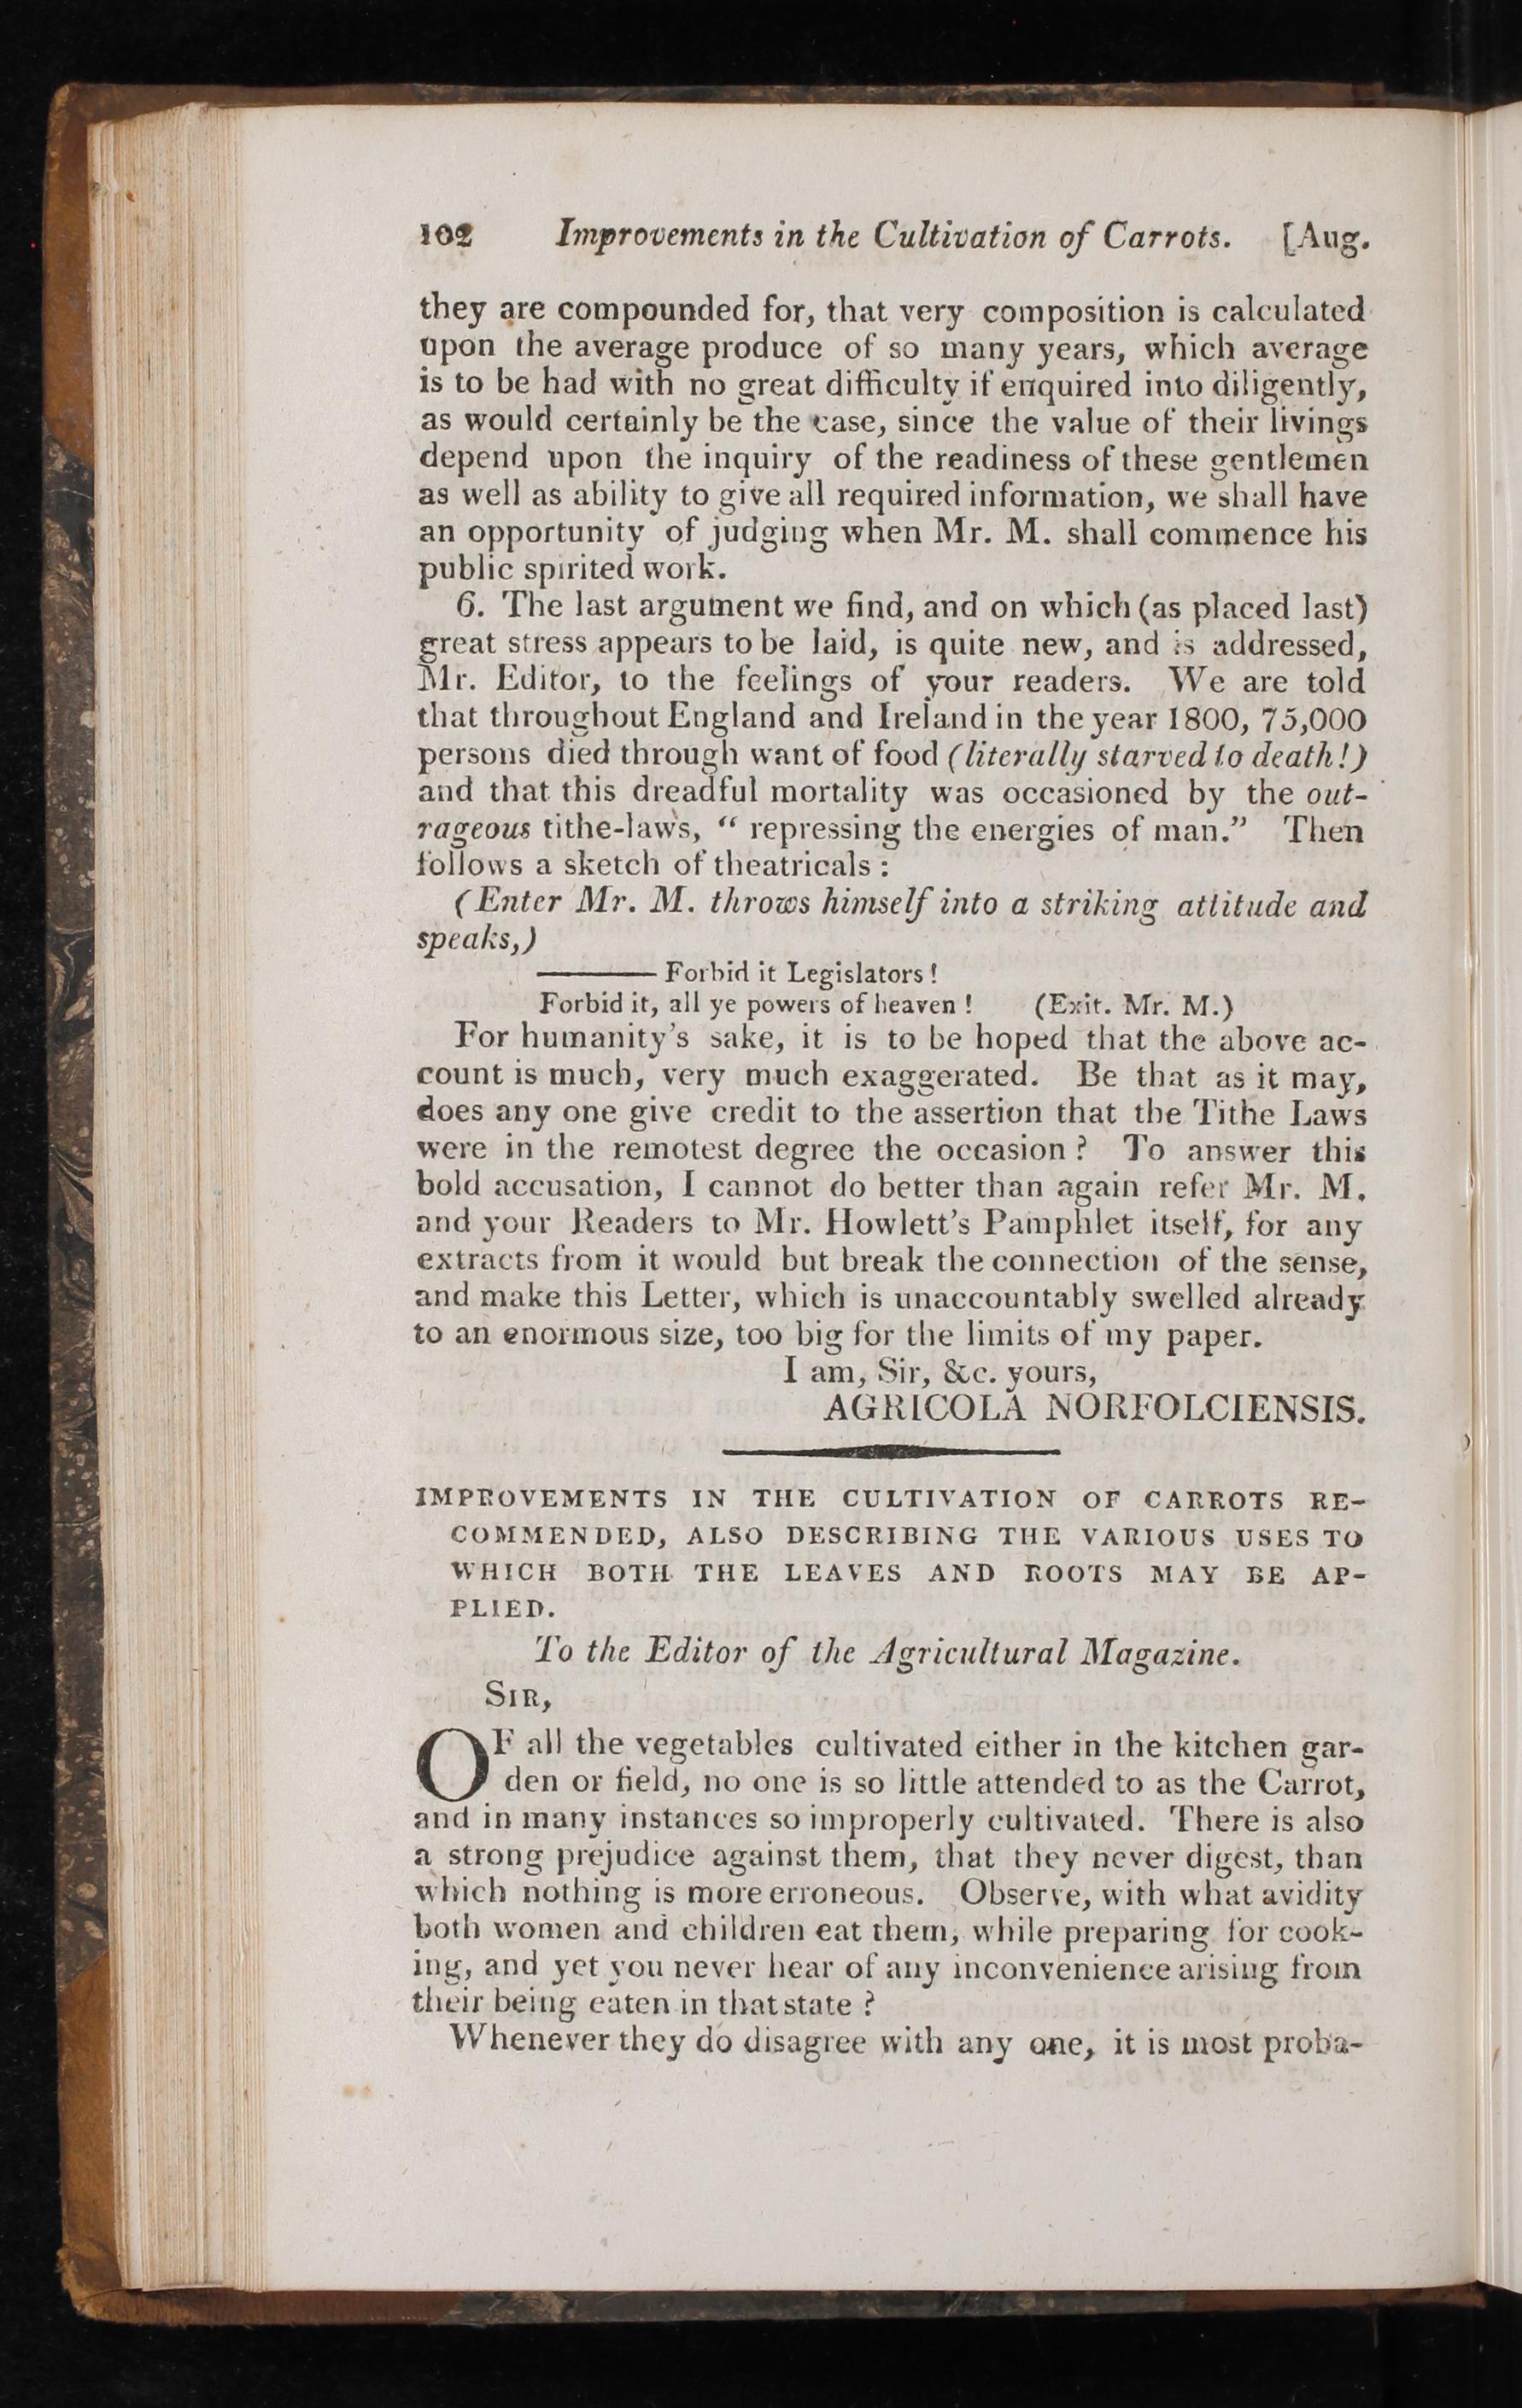 102 Improvements in the Cultivation of Carrots. [Aug.
they are compounded for, that very composition is calculated
upon the average produce of so many years, which average
is to be had with no great difficulty if enquired into diligently,
as would certainly be the case, since the value of their livings
depend upon the inquiry of the readiness of these gentlemen
as well as ability to give all required information, we shall have
an opportunity of judging when Mr. M. shall commence his
public spirited work.
6. The last argument we find, and on which (as placed last)
great stress appears to be laid, is quite new, and is addressed,
Mr. Editor, to the feelings of your readers. We are told
that throughout England and Ireland in the year 1800, 75,000
persons died through want of food (literally starved to death!)
and that this dreadful mortality was occasioned by the out-
rageous tithe-laws, “ repressing the energies of man.” Then
follows a sketch of theatricals :
(Enter Mr. M. throws himself into a striking attitude and
speaks,)
——— Forbid it Legislators !
Forbid it, all ye powers of heaven ! (Exit. Mr. M.)
For humanity’s sake, it is to be hoped that the above ac-
count is much, very much exaggerated. Be that as it may,
does any one give credit to the assertion that the Tithe Laws
were in the remotest degree the occasion ? To answer this
bold accusation, I cannot do better than again refer Mr. M.
and your Readers to Mr. Howlett’s Pamphlet itself, for any
extracts from it would but break the connection of the sense,
and make this Letter, which is unaccountably swelled already
to an enormous size, too big for the limits of my paper.
I am, Sir, &c. yours,
AGRICOLA NORFOLCIENSIS.
IMPROVEMENTS IN THE CULTIVATION OF CARROTS RE-
COMMENDED, ALSO DESCRIBING THE VARIOUS USES TO
WHICH BOTH THE LEAVES AND ROOTS MAY BE AP-
PLIED.
To the Editor of the Agricultural Magazine.
SIR,
OF all the vegetables cultivated either in the kitchen gar-
den or field, no one is so little attended to as the Carrot,
and in many instances so improperly cultivated. There is also
a strong prejudice against them, that they never digest, than
which nothing is more erroneous. Observe, with what avidity
both women and children eat them, while preparing for cook-
ing, and yet you never hear of any inconvenience arising from
their being eaten in that state ?
Whenever they do disagree with any one, it is most proba-